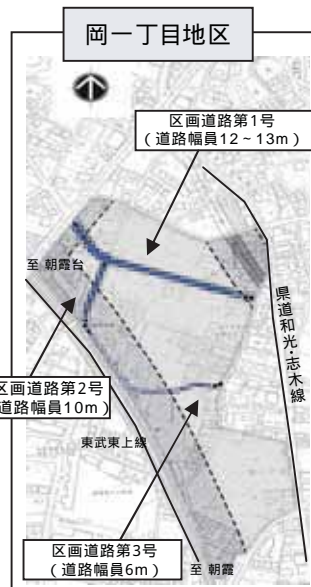 岡一丁目地区
区画道路第1号
(道路幅員12~13m)
至 朝霞台
県道和光・志木線
区画道路第2号
道路幅員10m)
東武東上線
区画道路第3号
(道路幅員6m)
至 朝霞